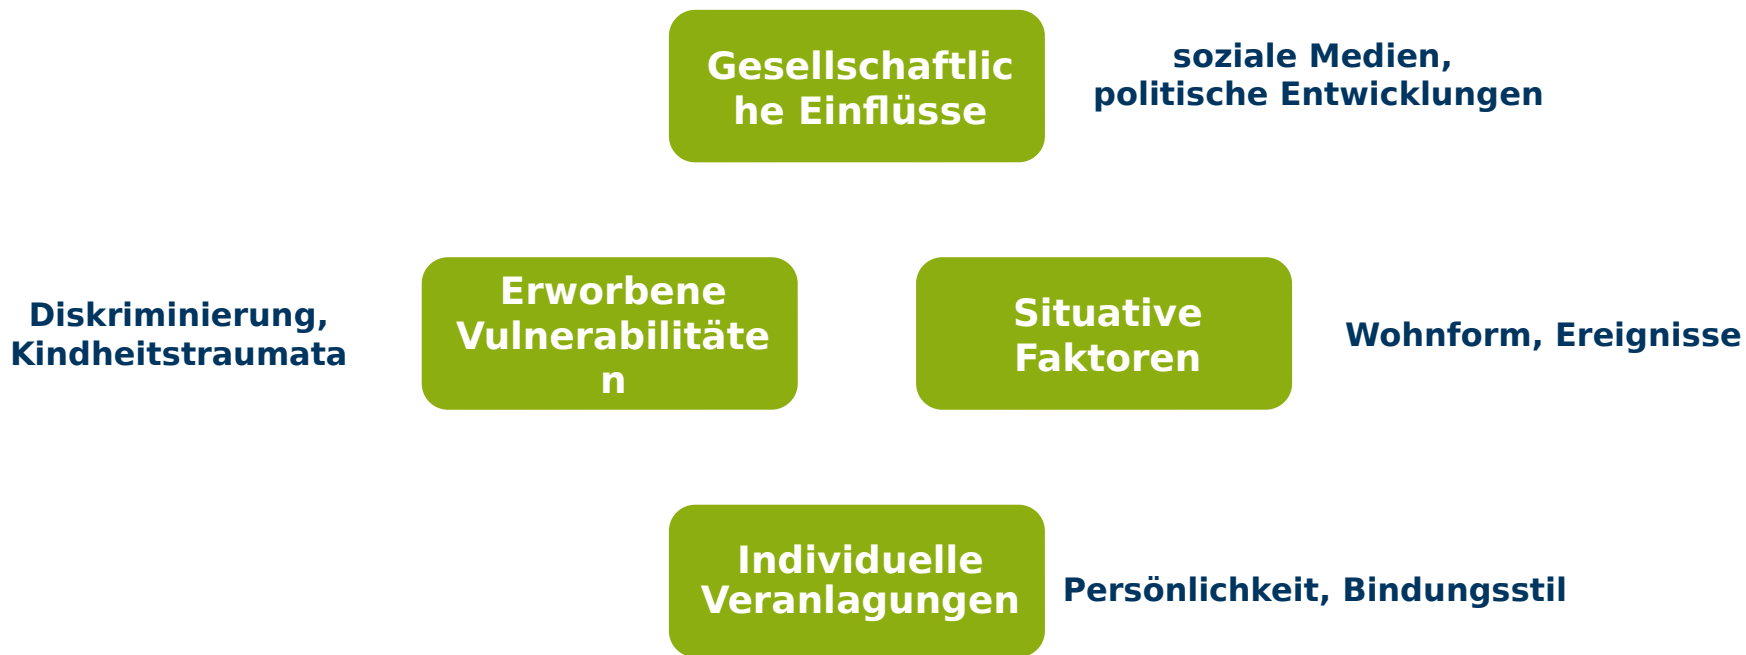 Gesellschaftlic
he Einflüsse
soziale Medien,
politische Entwicklungen
Diskriminierung,
Kindheitstraumata
Erworbene
Vulnerabilitäte
n
Situative
Faktoren
Wohnform, Ereignisse
Individuelle
Veranlagungen
Persönlichkeit, Bindungsstil